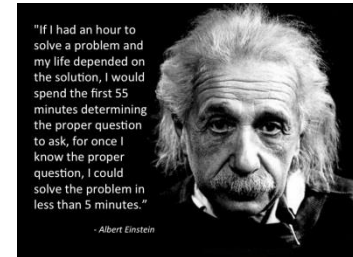 "If I had an hour to
solve a problem and
my life depended on
the solution, I would
spend the first 55
minutes determining
the proper question
to ask, for once I
know the proper
question, I could
solve the problem in
less than 5 minutes.”
- Albert Einstein